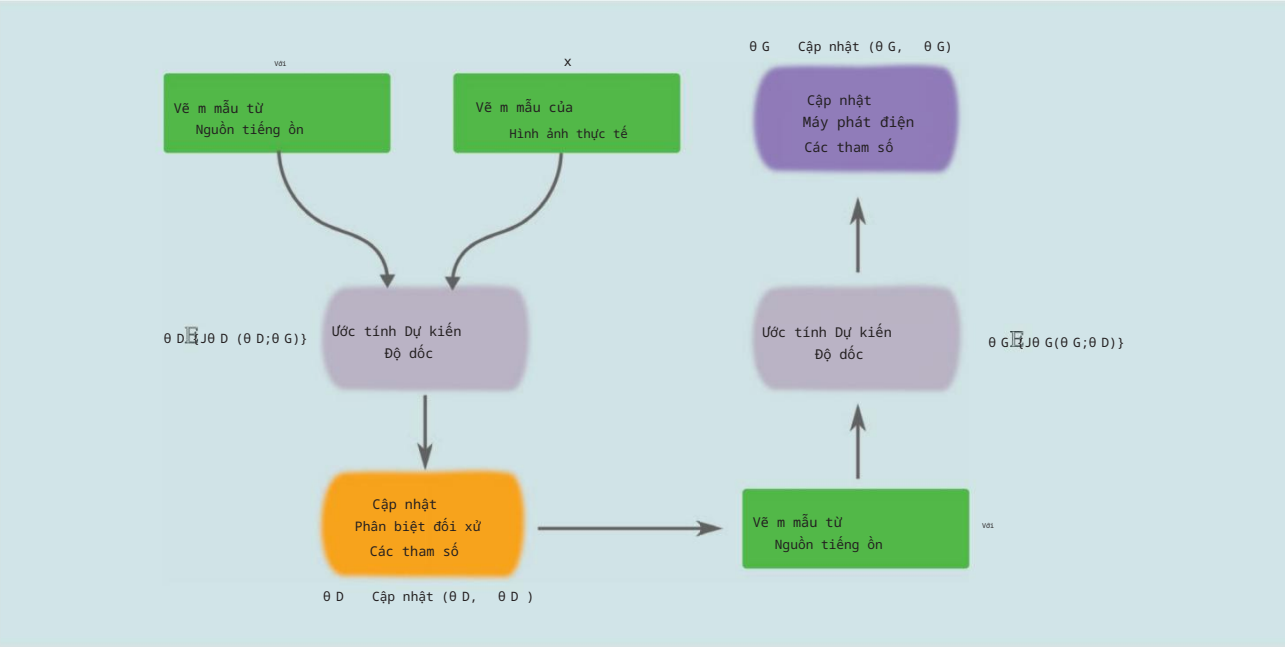 Với
Vẽ m mẫu từ
Nguồn tiếng ồn
x
Vẽ m mẫu của
Hình ảnh thực tế
θ G Cập nhật (θ G, θ G)
Cập nhật
Máy phát điện
Các tham số
θ D 𝔼{Jθ D (θ D;θ G)}
Ước tính Dự kiến
Độ dốc
Ước tính Dự kiến
Độ dốc
θ G 𝔼{Jθ G(θ G;θ D)}
Cập nhật
Phân biệt đối xử
Các tham số
θ D Cập nhật (θ D, θ D )
Vẽ m mẫu từ
Nguồn tiếng ồn
Với